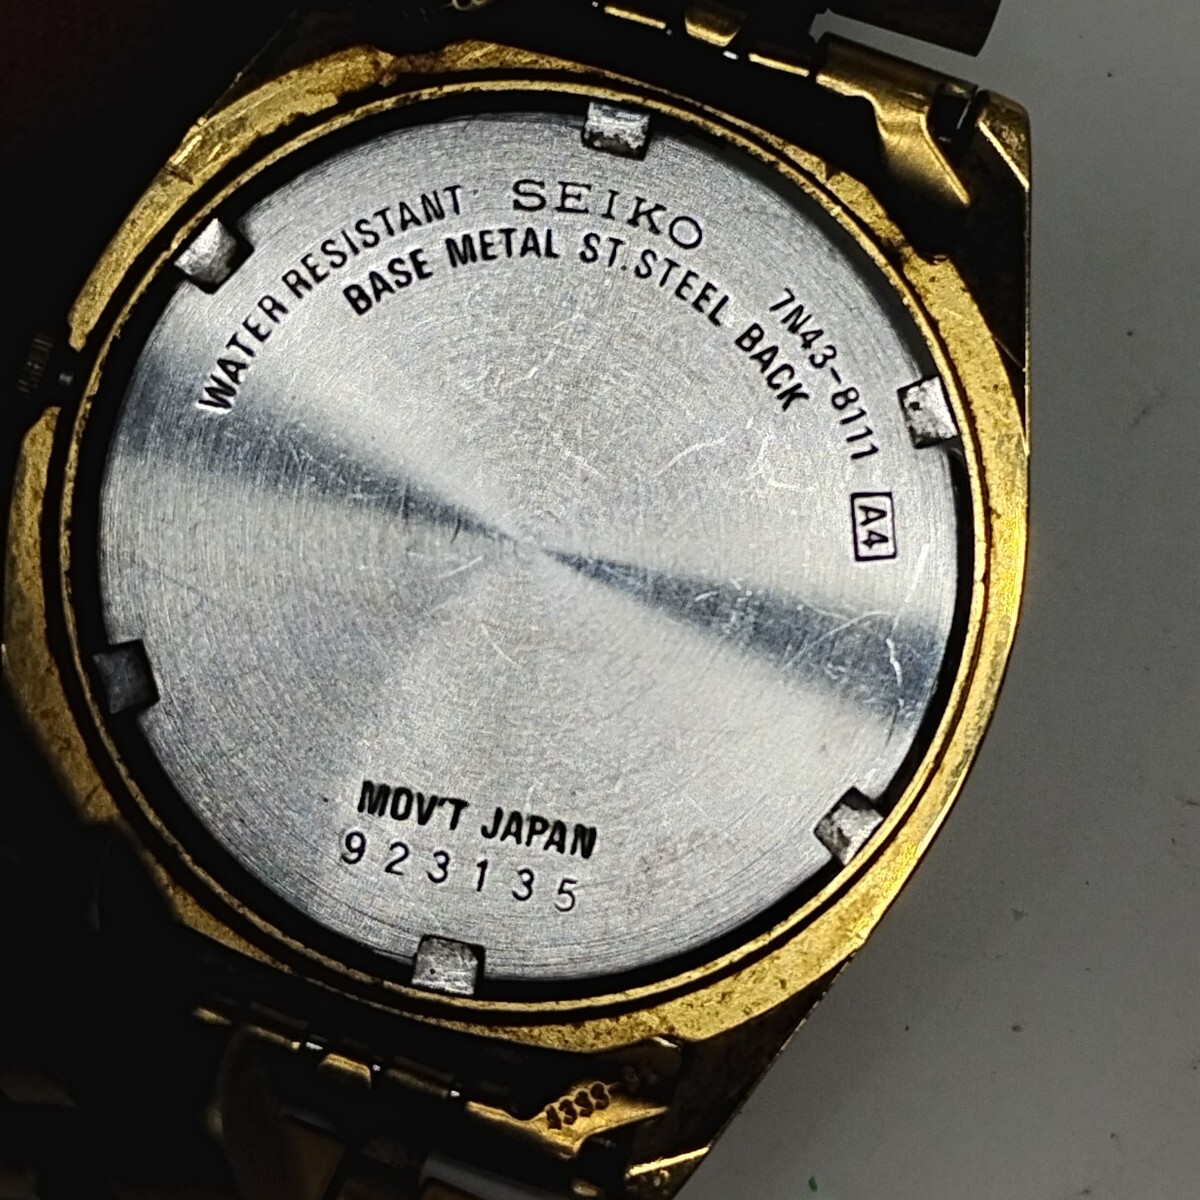 WATER RESISTANT SEIKO 7N43-8111 A4
BASE METAL ST.STEEL BACK
MOV'T JAPAN
923135